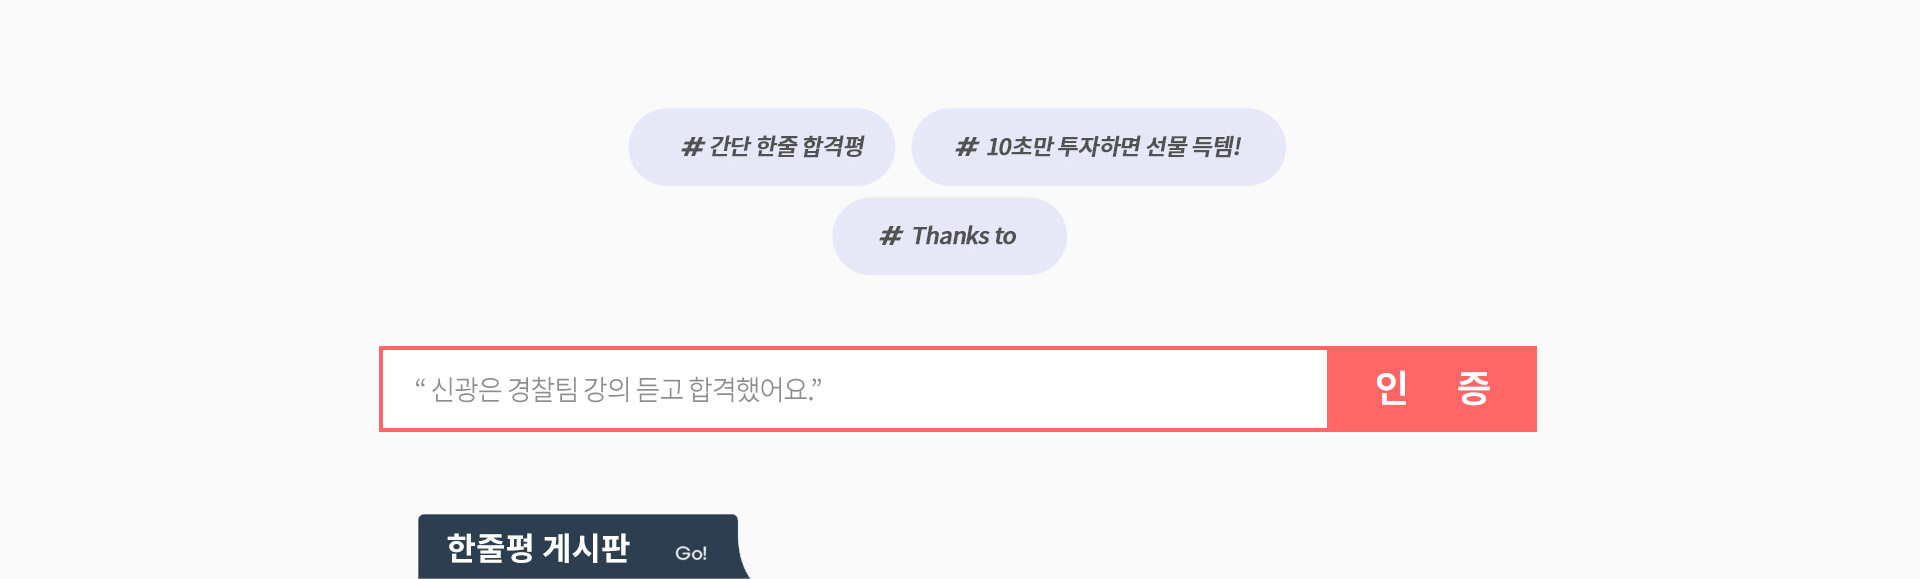 # 간단 한줄 합격평
# 10초만 투자하면 선물 득템!
# Thanks to
“ 신광은 경찰팀 강의 듣고 합격했어요.”
인 증
한줄평 게시판 Go!